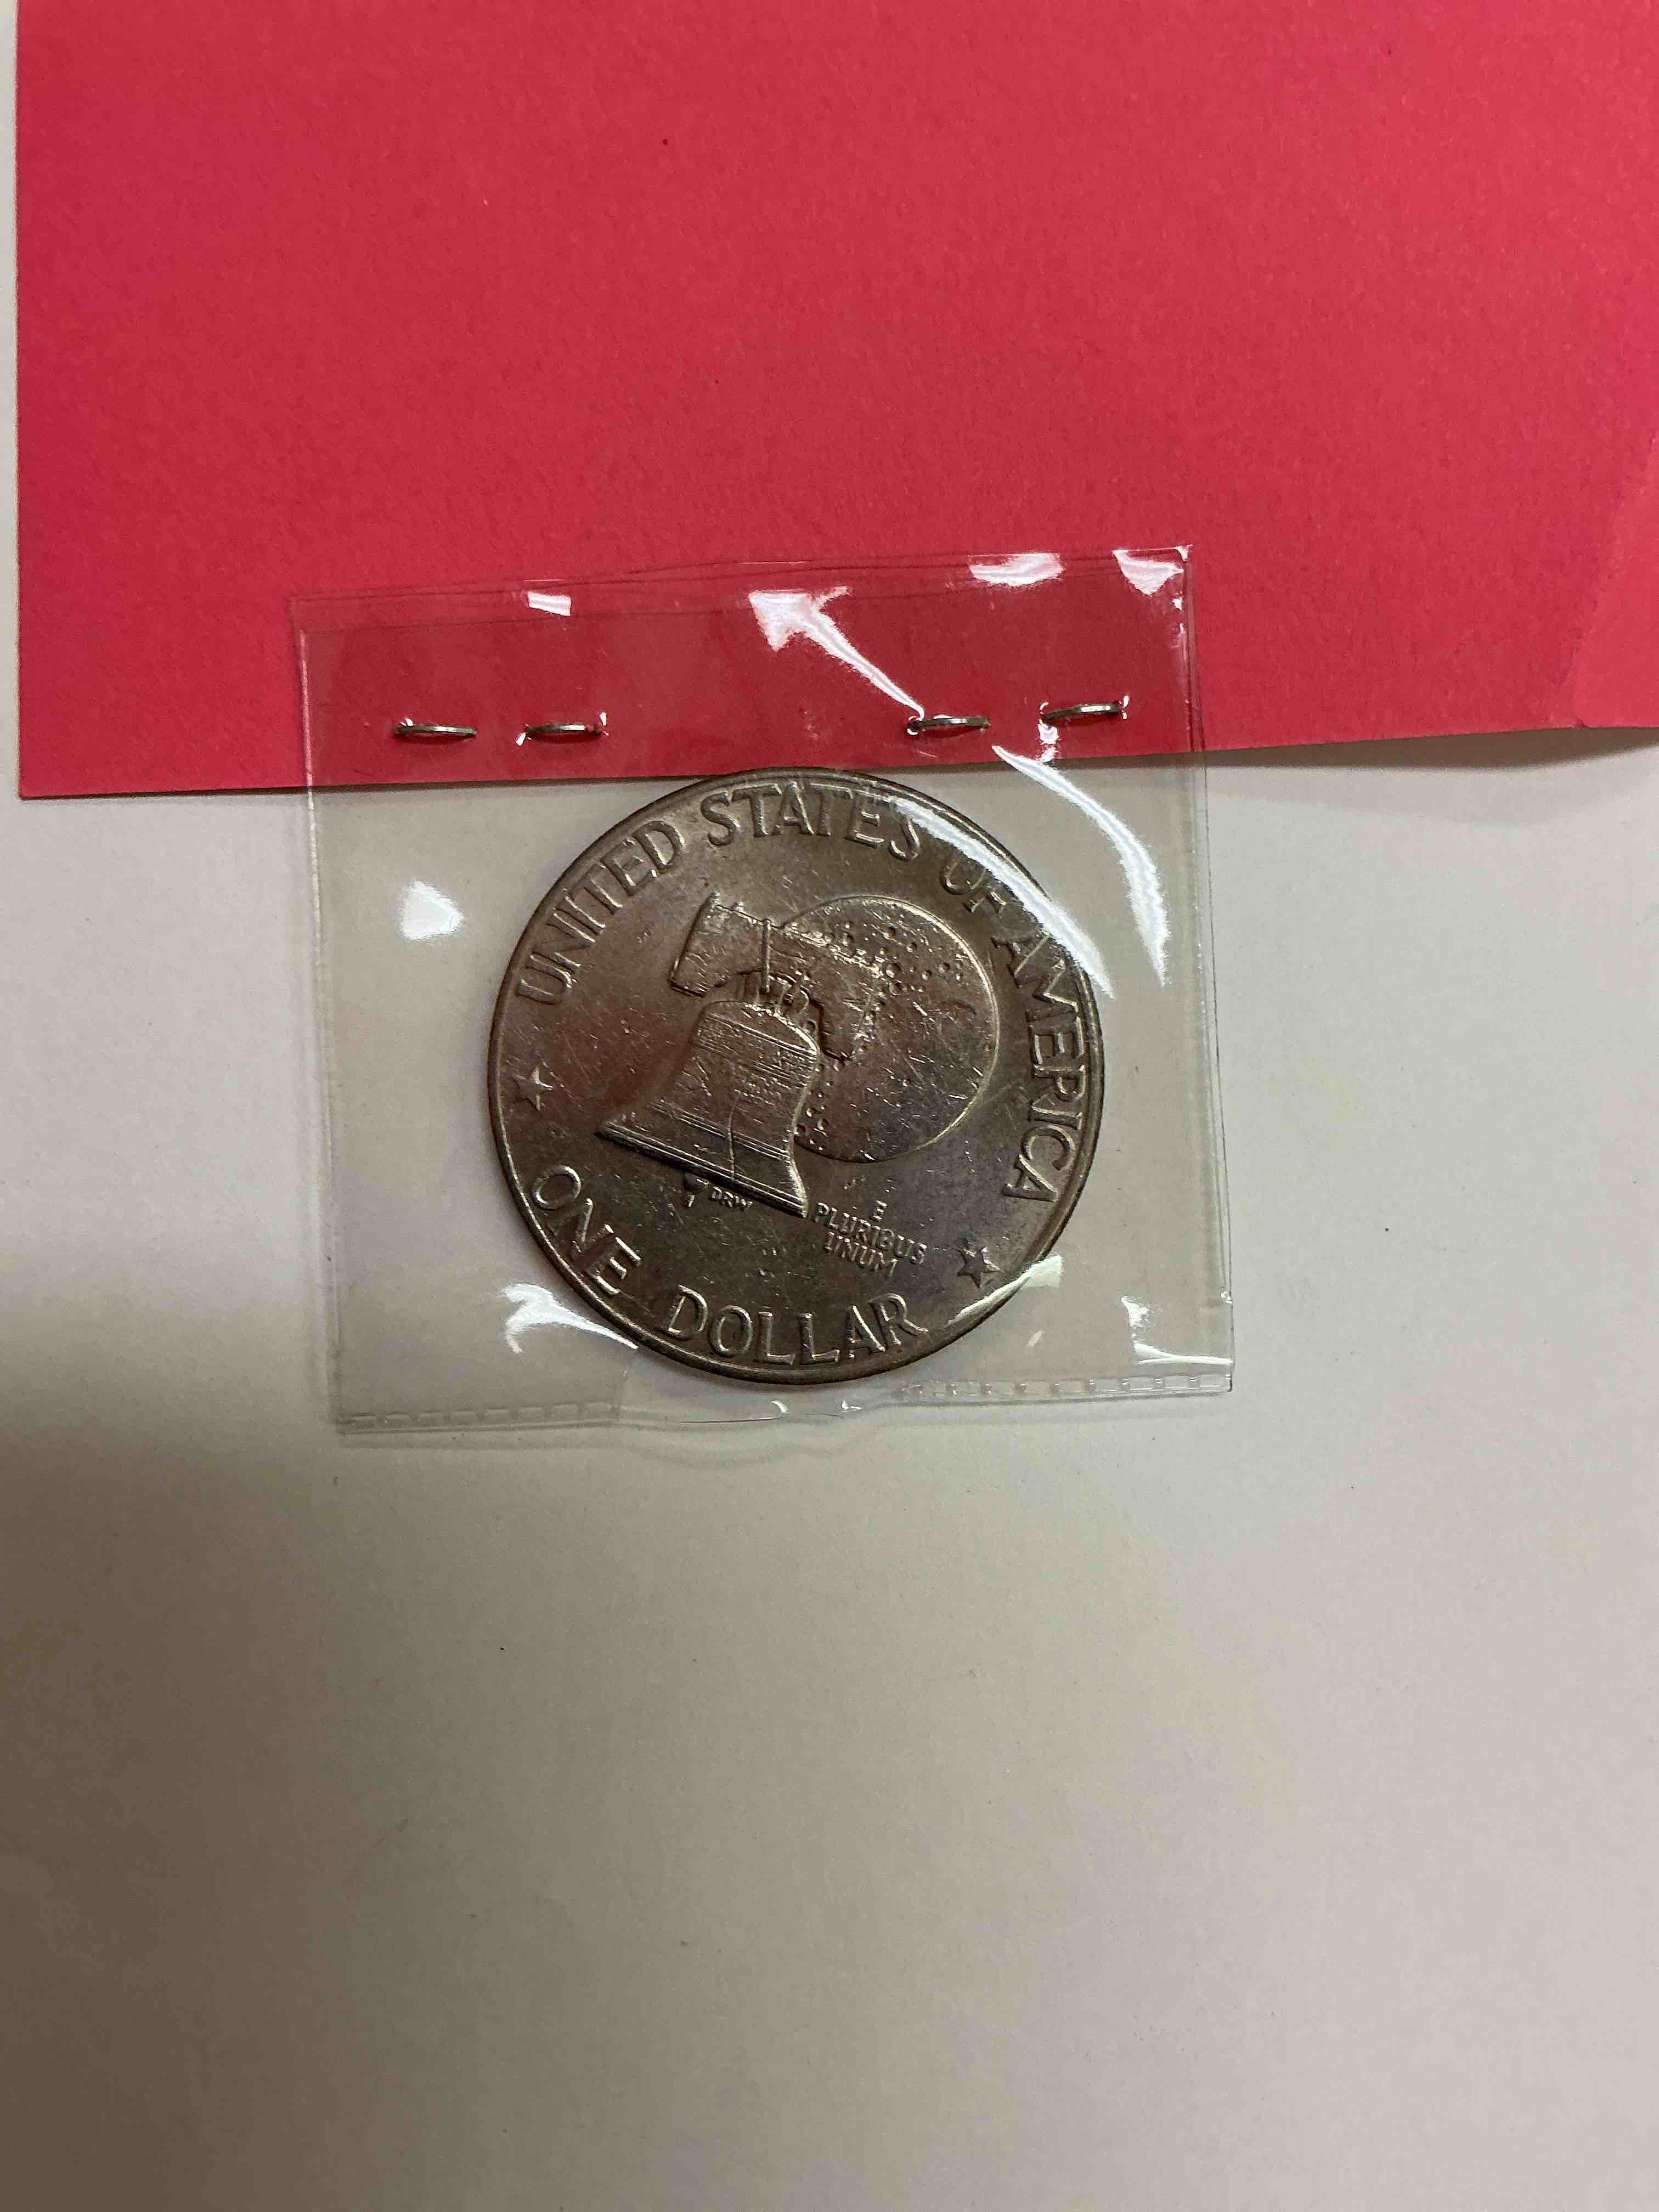 UNITED STATES OF AMERICA
DRW
E
PLURIBUS
UNUM
ONE DOLLAR